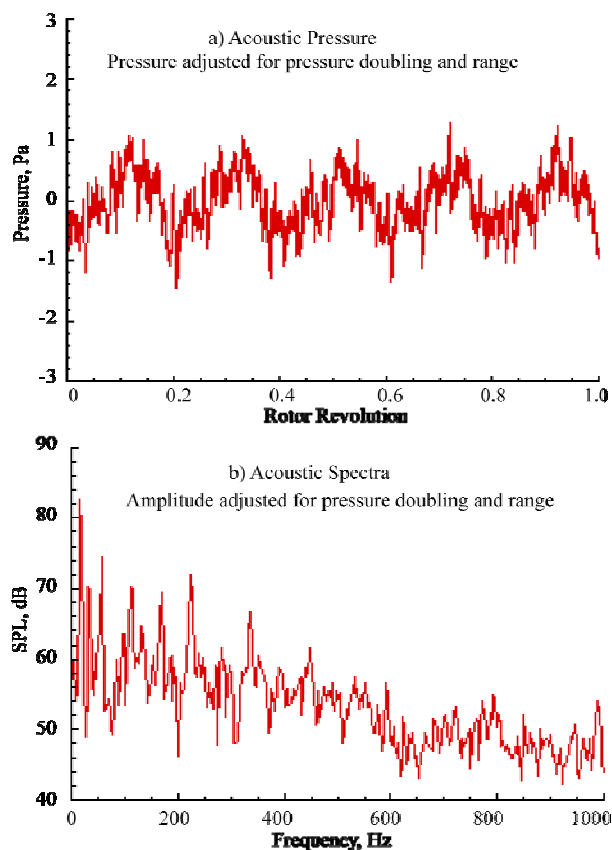 a) Acoustic Pressure
Pressure adjusted for pressure doubling and range
Pressure, Pa
3
2
1
0
-1
-2
-3
0 0.2 0.4 0.6 0.8 1.0
Rotor Revolution
b) Acoustic Spectra
Amplitude adjusted for pressure doubling and range
SPL, dB
90
80
70
60
50
40
0 200 400 600 800 1000
Frequency, Hz